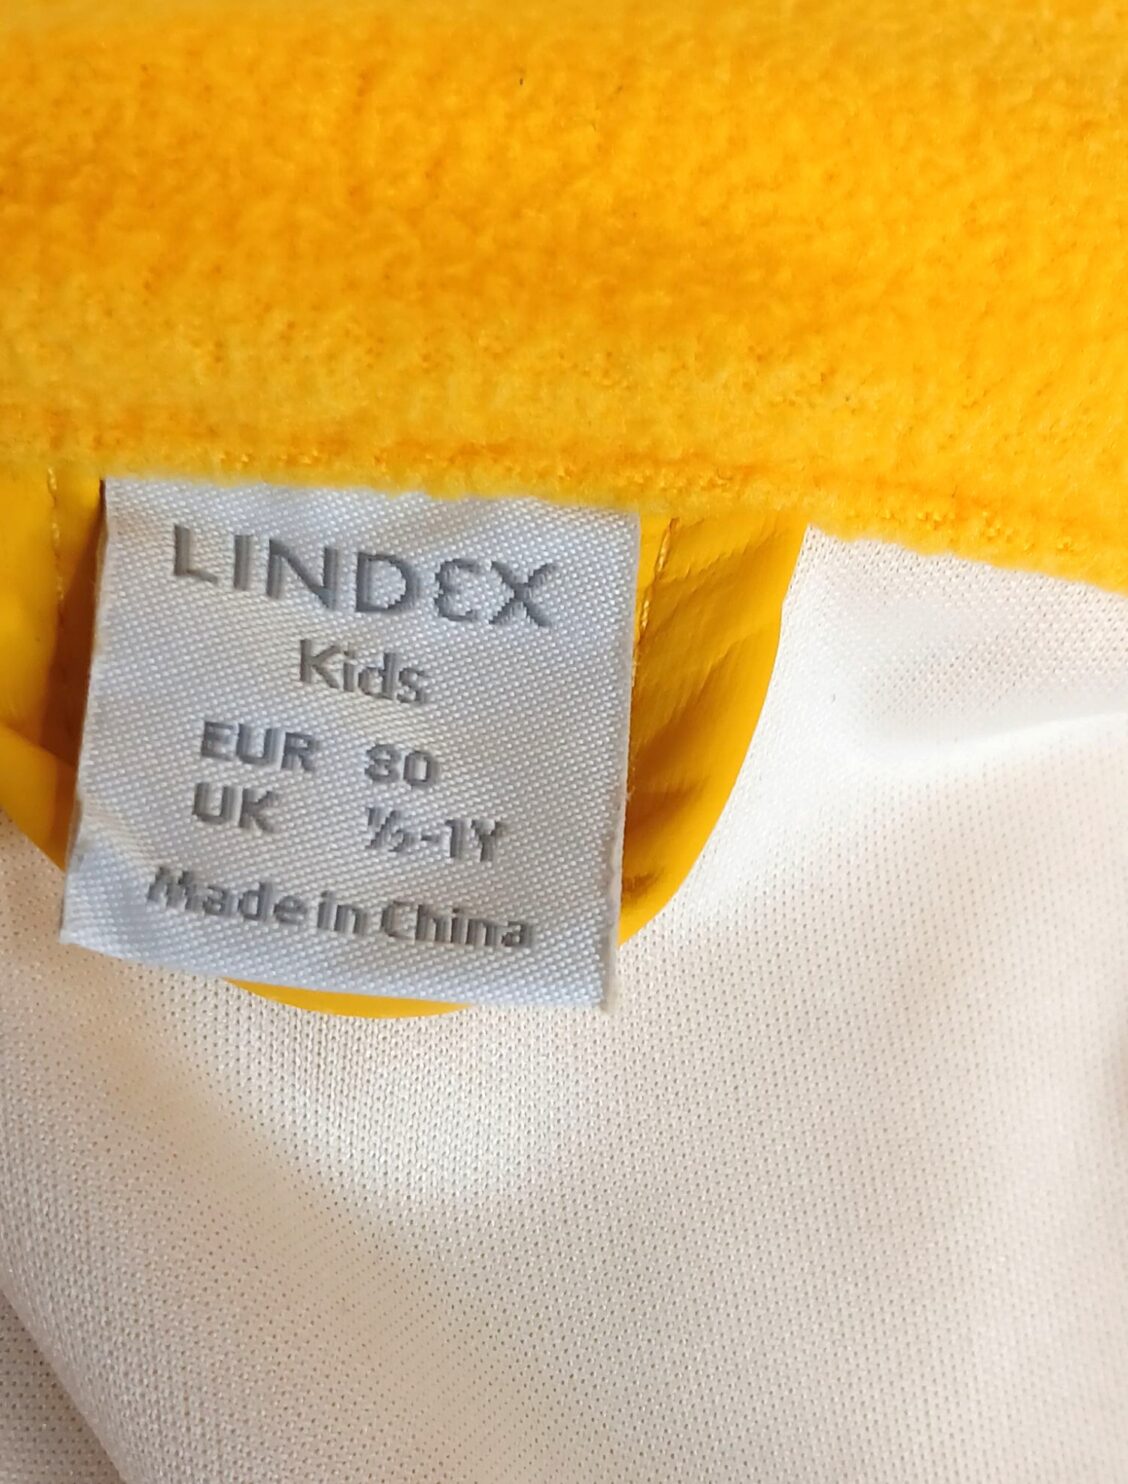 LINDEX
Kids
EUR 80
UK ½-1Y
Made in China